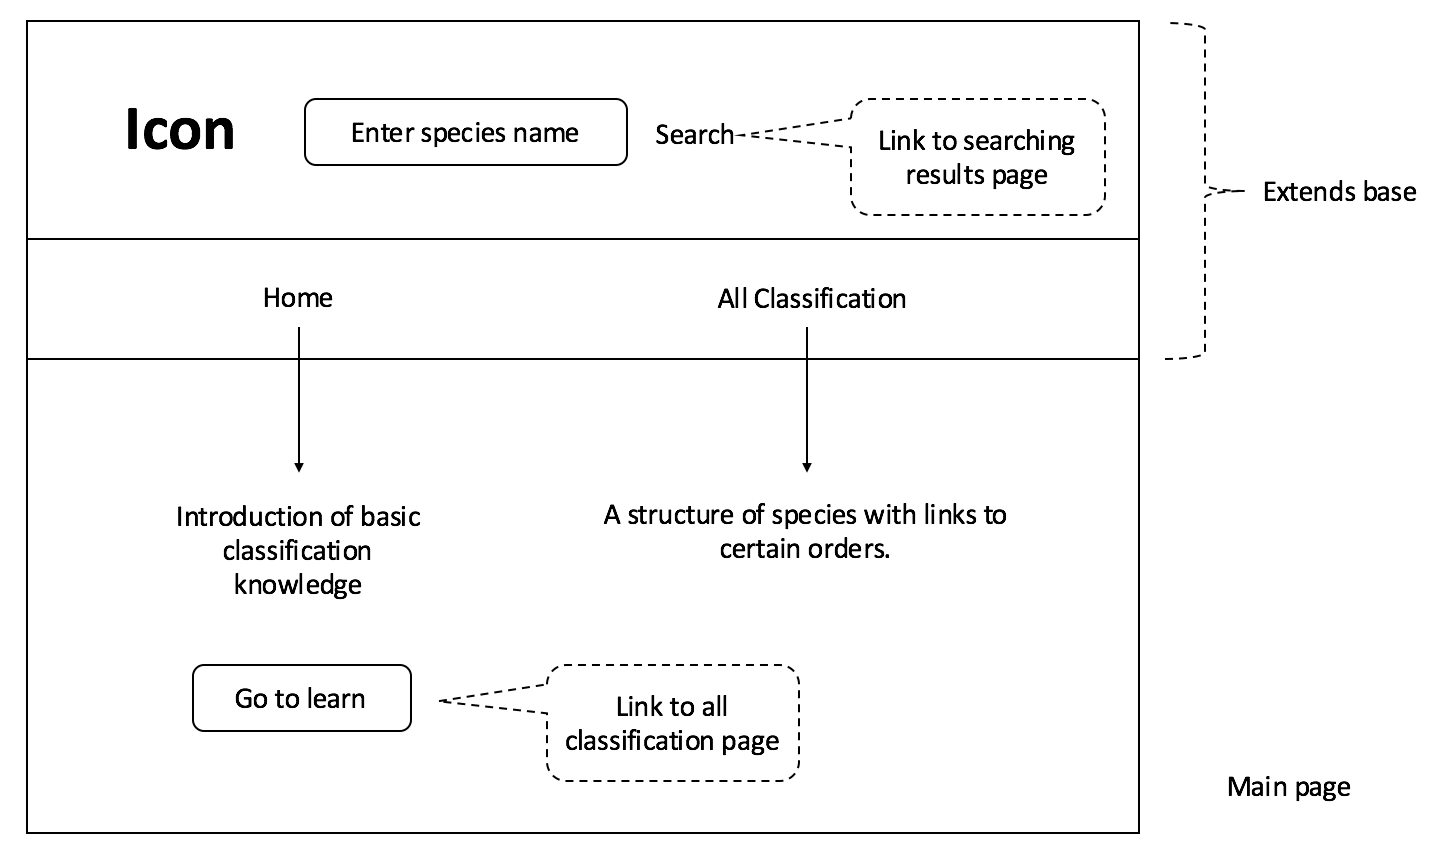 Icon
Enter species name
Search
Link to searching
results page
Extends base
Home
All Classification
Introduction of basic
classification
knowledge
A structure of species with links to
certain orders.
Go to learn
Link to all
classification page
Main page